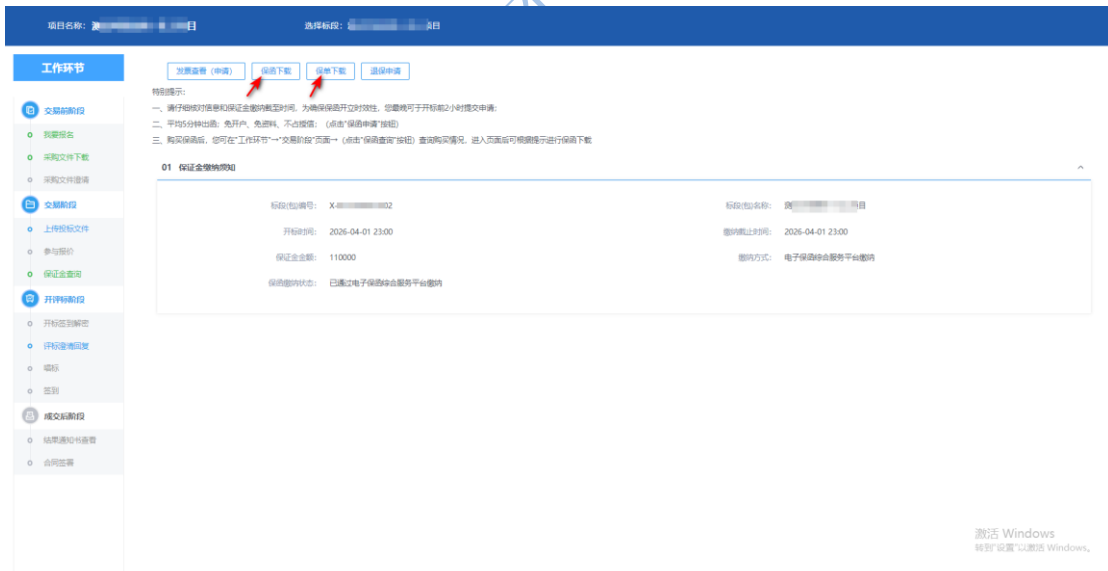 项目名称： 目 选择标段： 项目
工作环节
发票查看（申请） 保函下载 保单下载 退保申请
特别提示：
一、请仔细核对信息和保证金缴纳截至时间，为确保保函开立时效性，您最晚可于开标前2小时提交申请；
二、平均5分钟出函；免开户、免资料、不占授信；（点击"保函申请"按钮）
三、购买保函后，您可在"工作环节"→"交易阶段"页面→（点击"保函查询"按钮）查询购买情况，进入页面后可根据提示进行保函下载
交易前阶段
我要报名
采购文件下载
采购文件澄清
交易阶段
上传投标文件
参与报价
保证金查询
开评标阶段
开标签到解密
评标澄清回复
唱标
签到
成交后阶段
结果通知书查看
合同签署
01 保证金缴纳须知
标段(包)编号： X- 02 标段(包)名称： 目
开标时间： 2026-04-01 23:00 缴纳截止时间： 2026-04-01 23:00
保证金金额： 110000 缴纳方式： 电子保函综合服务平台缴纳
保函缴纳状态： 已通过电子保函综合服务平台缴纳
激活 Windows
转到"设置"以激活 Windows。